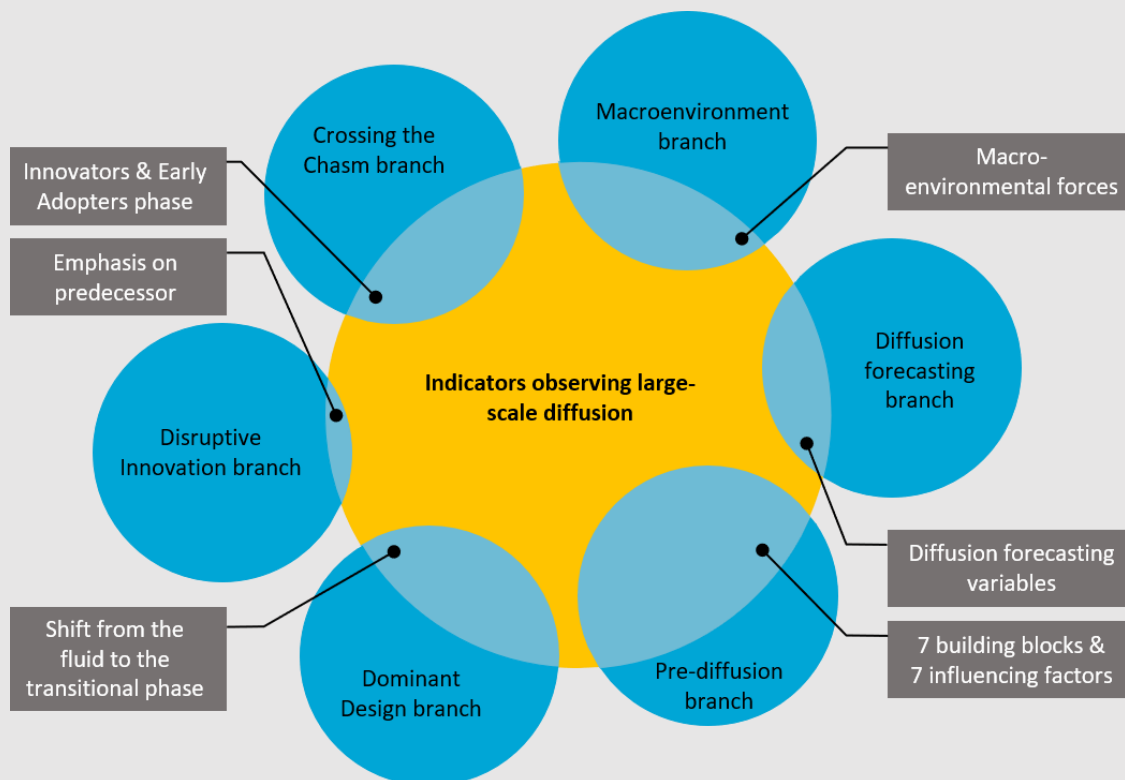 Macroenvironment
branch
Crossing the
Chasm branch
Innovators & Early
Adopters phase
Macro-
environmental forces
Emphasis on
predecessor
Diffusion
forecasting
branch
Indicators observing large-
scale diffusion
Disruptive
Innovation branch
Diffusion forecasting
variables
Shift from the
fluid to the
transitional phase
7 building blocks &
7 influencing factors
Pre-diffusion
branch
Dominant
Design branch